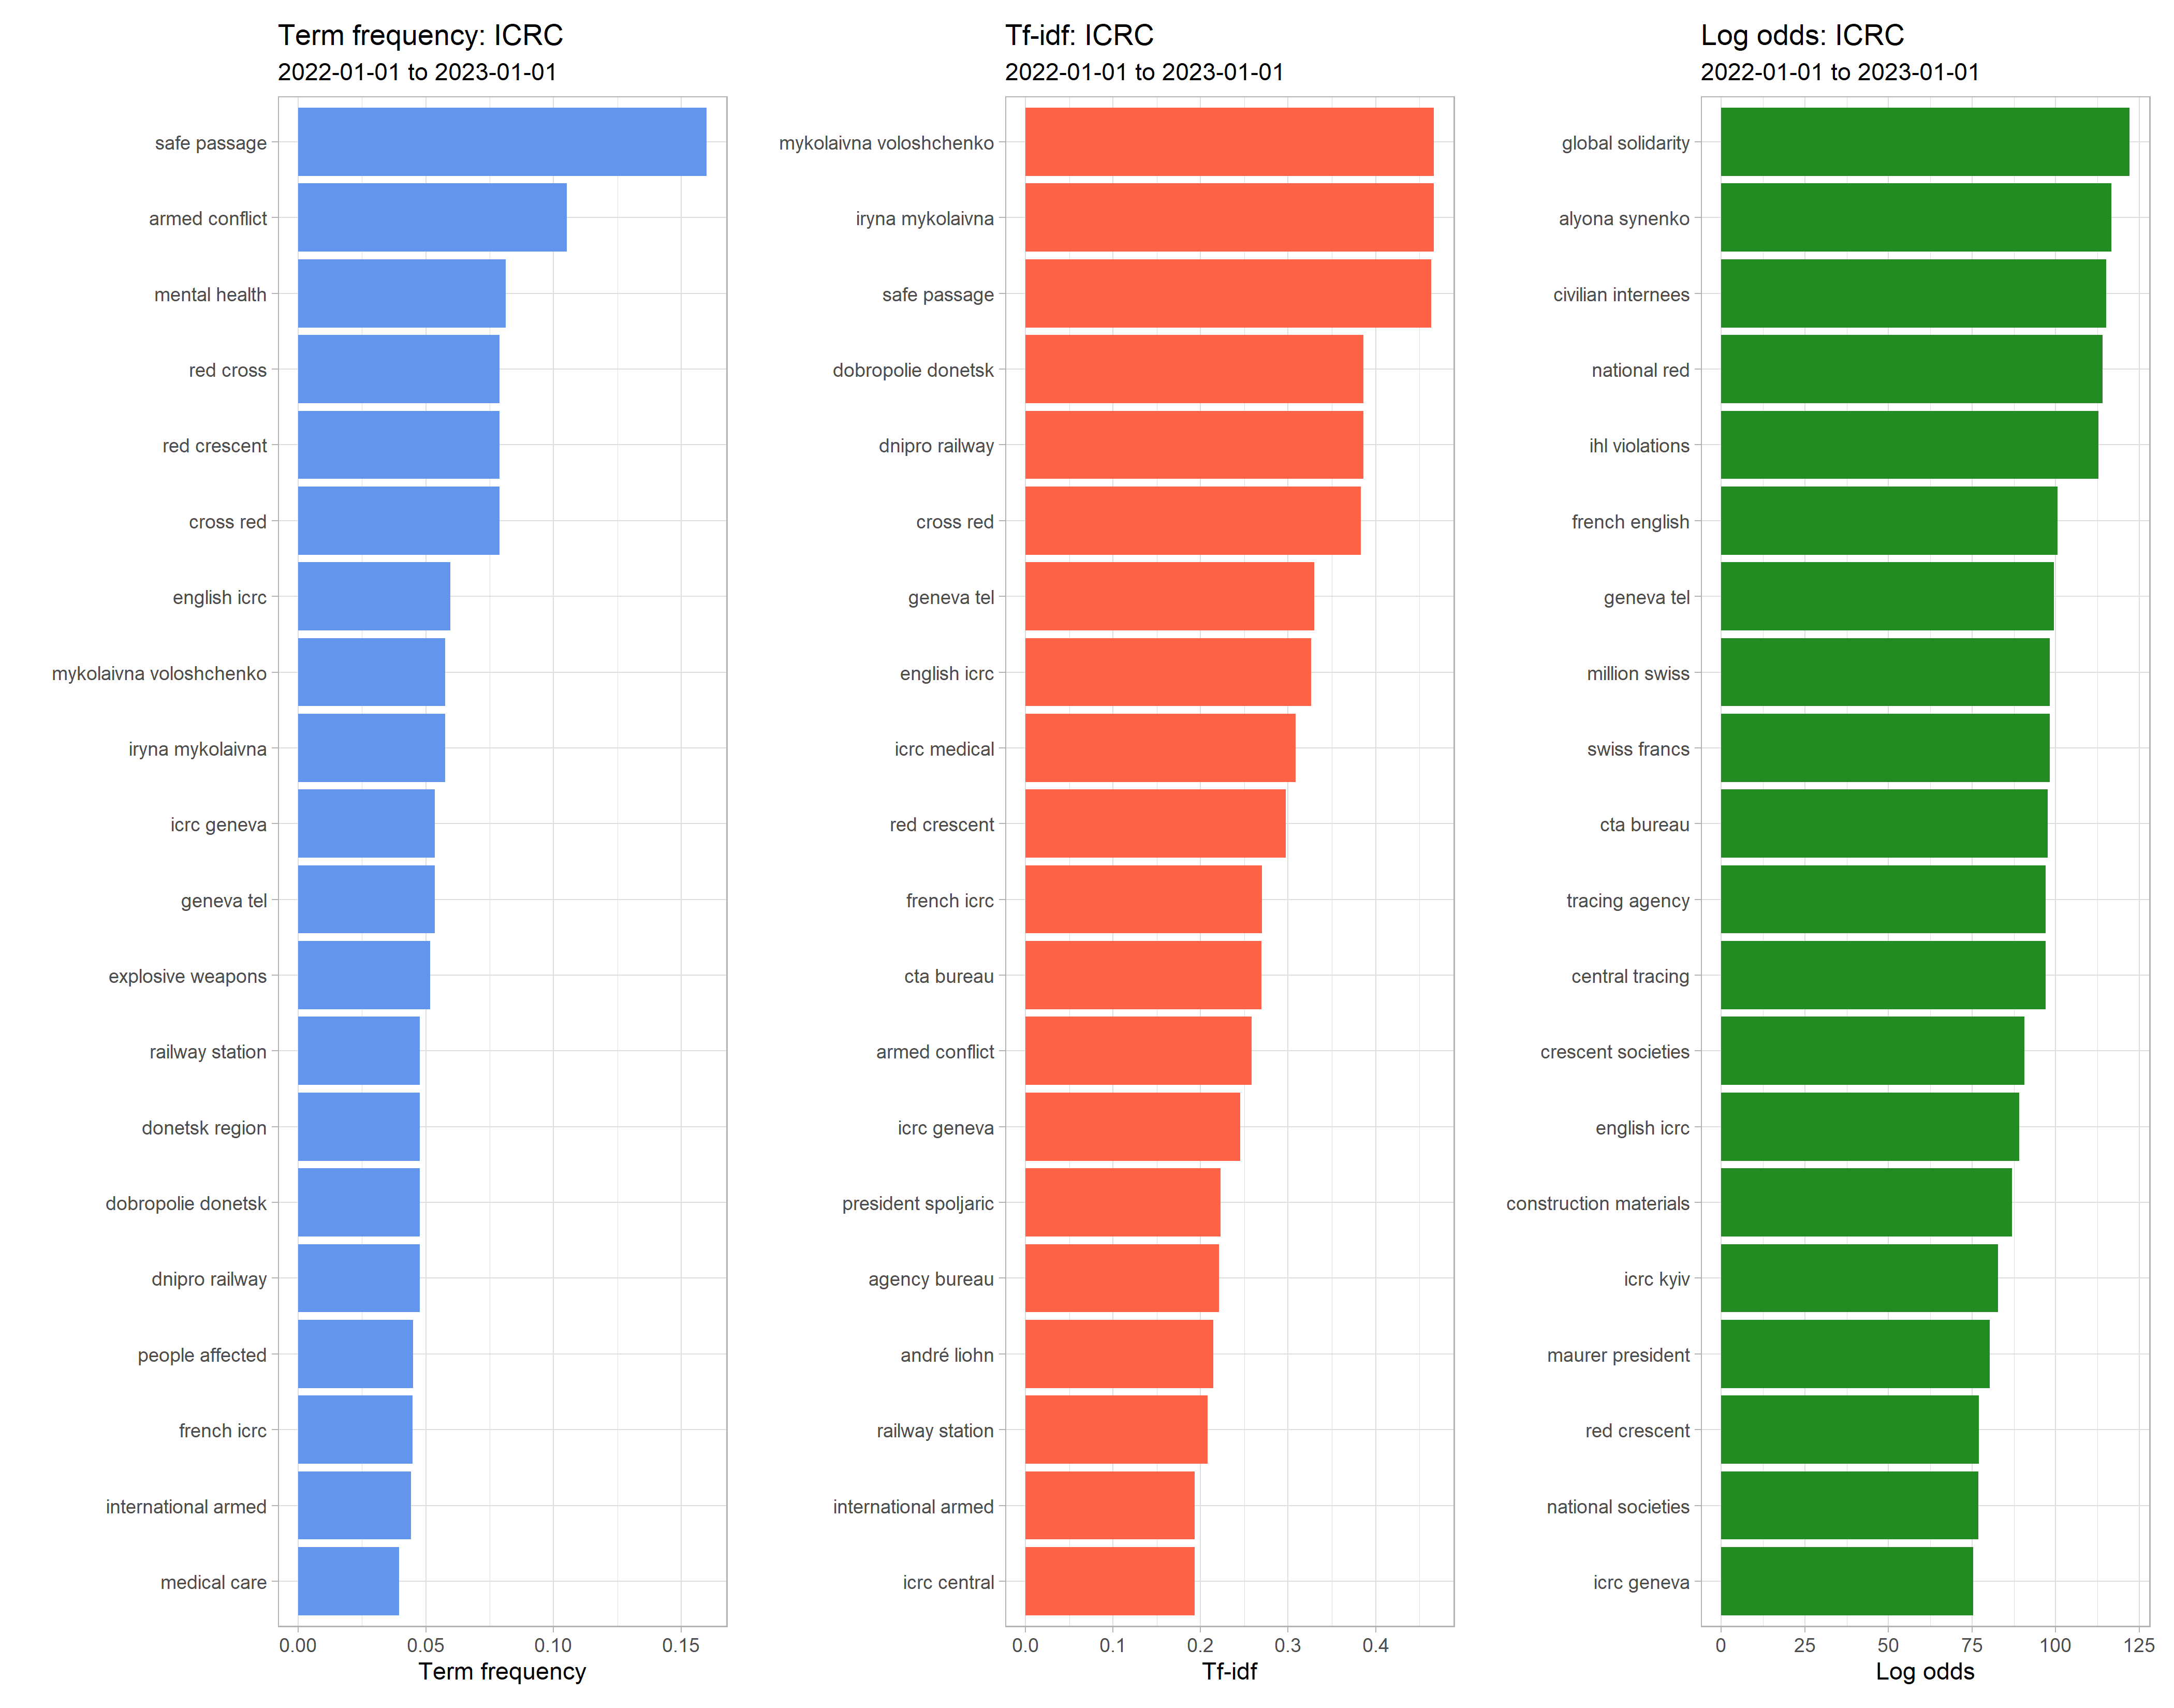 Term frequency: ICRC
2022-01-01 to 2023-01-01
safe passage
armed conflict
mental health
red cross
red crescent
cross red
english icrc
mykolaivna voloshchenko
iryna mykolaivna
icrc geneva
geneva tel
explosive weapons
railway station
donetsk region
dobropolie donetsk
dnipro railway
people affected
french icrc
international armed
medical care
0.00 0.05 0.10 0.15
Term frequency
Tf-idf: ICRC
2022-01-01 to 2023-01-01
mykolaivna voloshchenko
iryna mykolaivna
safe passage
dobropolie donetsk
dnipro railway
cross red
geneva tel
english icrc
icrc medical
red crescent
french icrc
cta bureau
armed conflict
icrc geneva
president spoljaric
agency bureau
andré liohn
railway station
international armed
icrc central
0.0 0.1 0.2 0.3 0.4
Tf-idf
Log odds: ICRC
2022-01-01 to 2023-01-01
global solidarity
alyona synenko
civilian internees
national red
ihl violations
french english
geneva tel
million swiss
swiss francs
cta bureau
tracing agency
central tracing
crescent societies
english icrc
construction materials
icrc kyiv
maurer president
red crescent
national societies
icrc geneva
0 25 50 75 100 125
Log odds